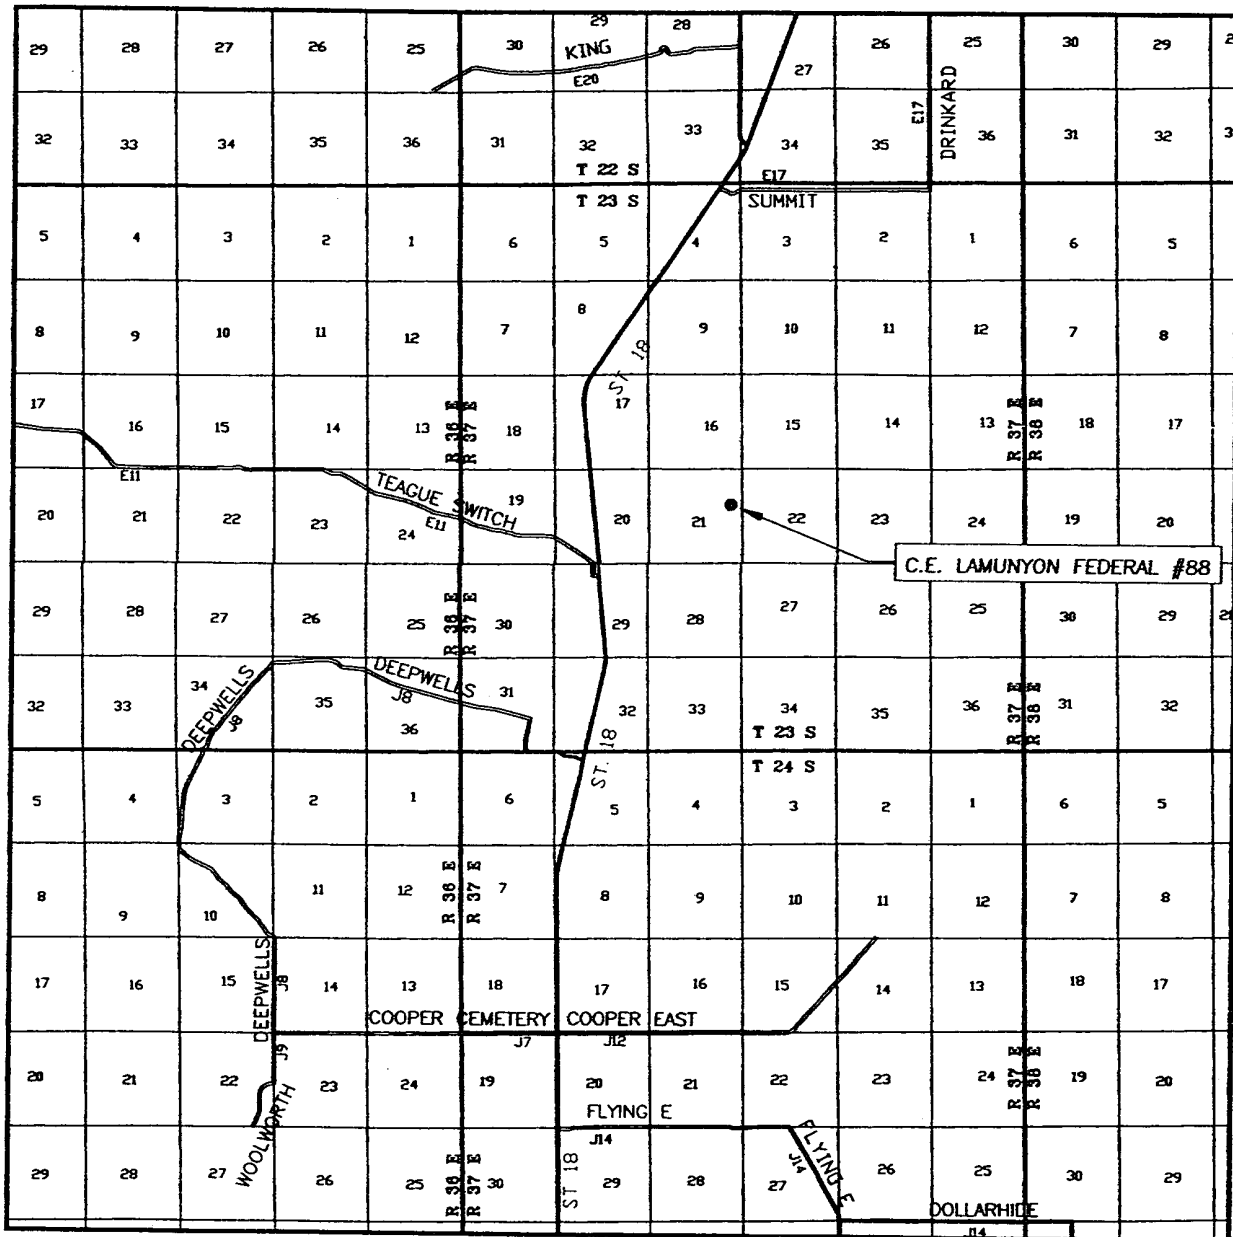 29 28 27 26 25 30 29 28 26 25 30 29 2
KING
E20
27
E17
DRINKARD
32 33 34 35 36 31 32 33 34 35 36 31 32 3
T 22 S
E17
T 23 S
SUMMIT
5 4 3 2 1 6 5 4 3 2 1 6 5
8 9 10 11 12 7 8 9 10 11 12 7 8
ST. 18
17 16 15 14 13 18 17 16 15 14 13 18 17
R 36 E
R 37 E
R 37 E
R 38 E
E11
TEAGUE SWITCH
E11
20 21 22 23 24 19 20 21 22 23 24 19 20
C.E. LAMUNYON FEDERAL #88
29 28 27 26 25 30 29 28 27 26 25 30 29 2
R 36 E
R 37 E
DEEPWELLS
J8
DEEPWELLS
J8
32 33 34 35 36 31 32 33 34 35 36 31 32
R 37 E
R 38 E
T 23 S
T 24 S
ST. 18
5 4 3 2 1 6 5 4 3 2 1 6 5
8 9 10 11 12 7 8 9 10 11 12 7 8
R 36 E
R 37 E
DEEPWELLS
J8
17 16 15 14 13 18 17 16 15 14 13 18 17
COOPER CEMETERY COOPER EAST
J7 J12
J9
20 21 22 23 24 19 20 21 22 23 24 19 20
R 37 E
R 38 E
WOOLWORTH
FLYING E
J14
FLYING E
J14
29 28 27 26 25 30 29 28 27 26 25 30 29
R 36 E
R 37 E
ST 18
DOLLARHIDE
J14